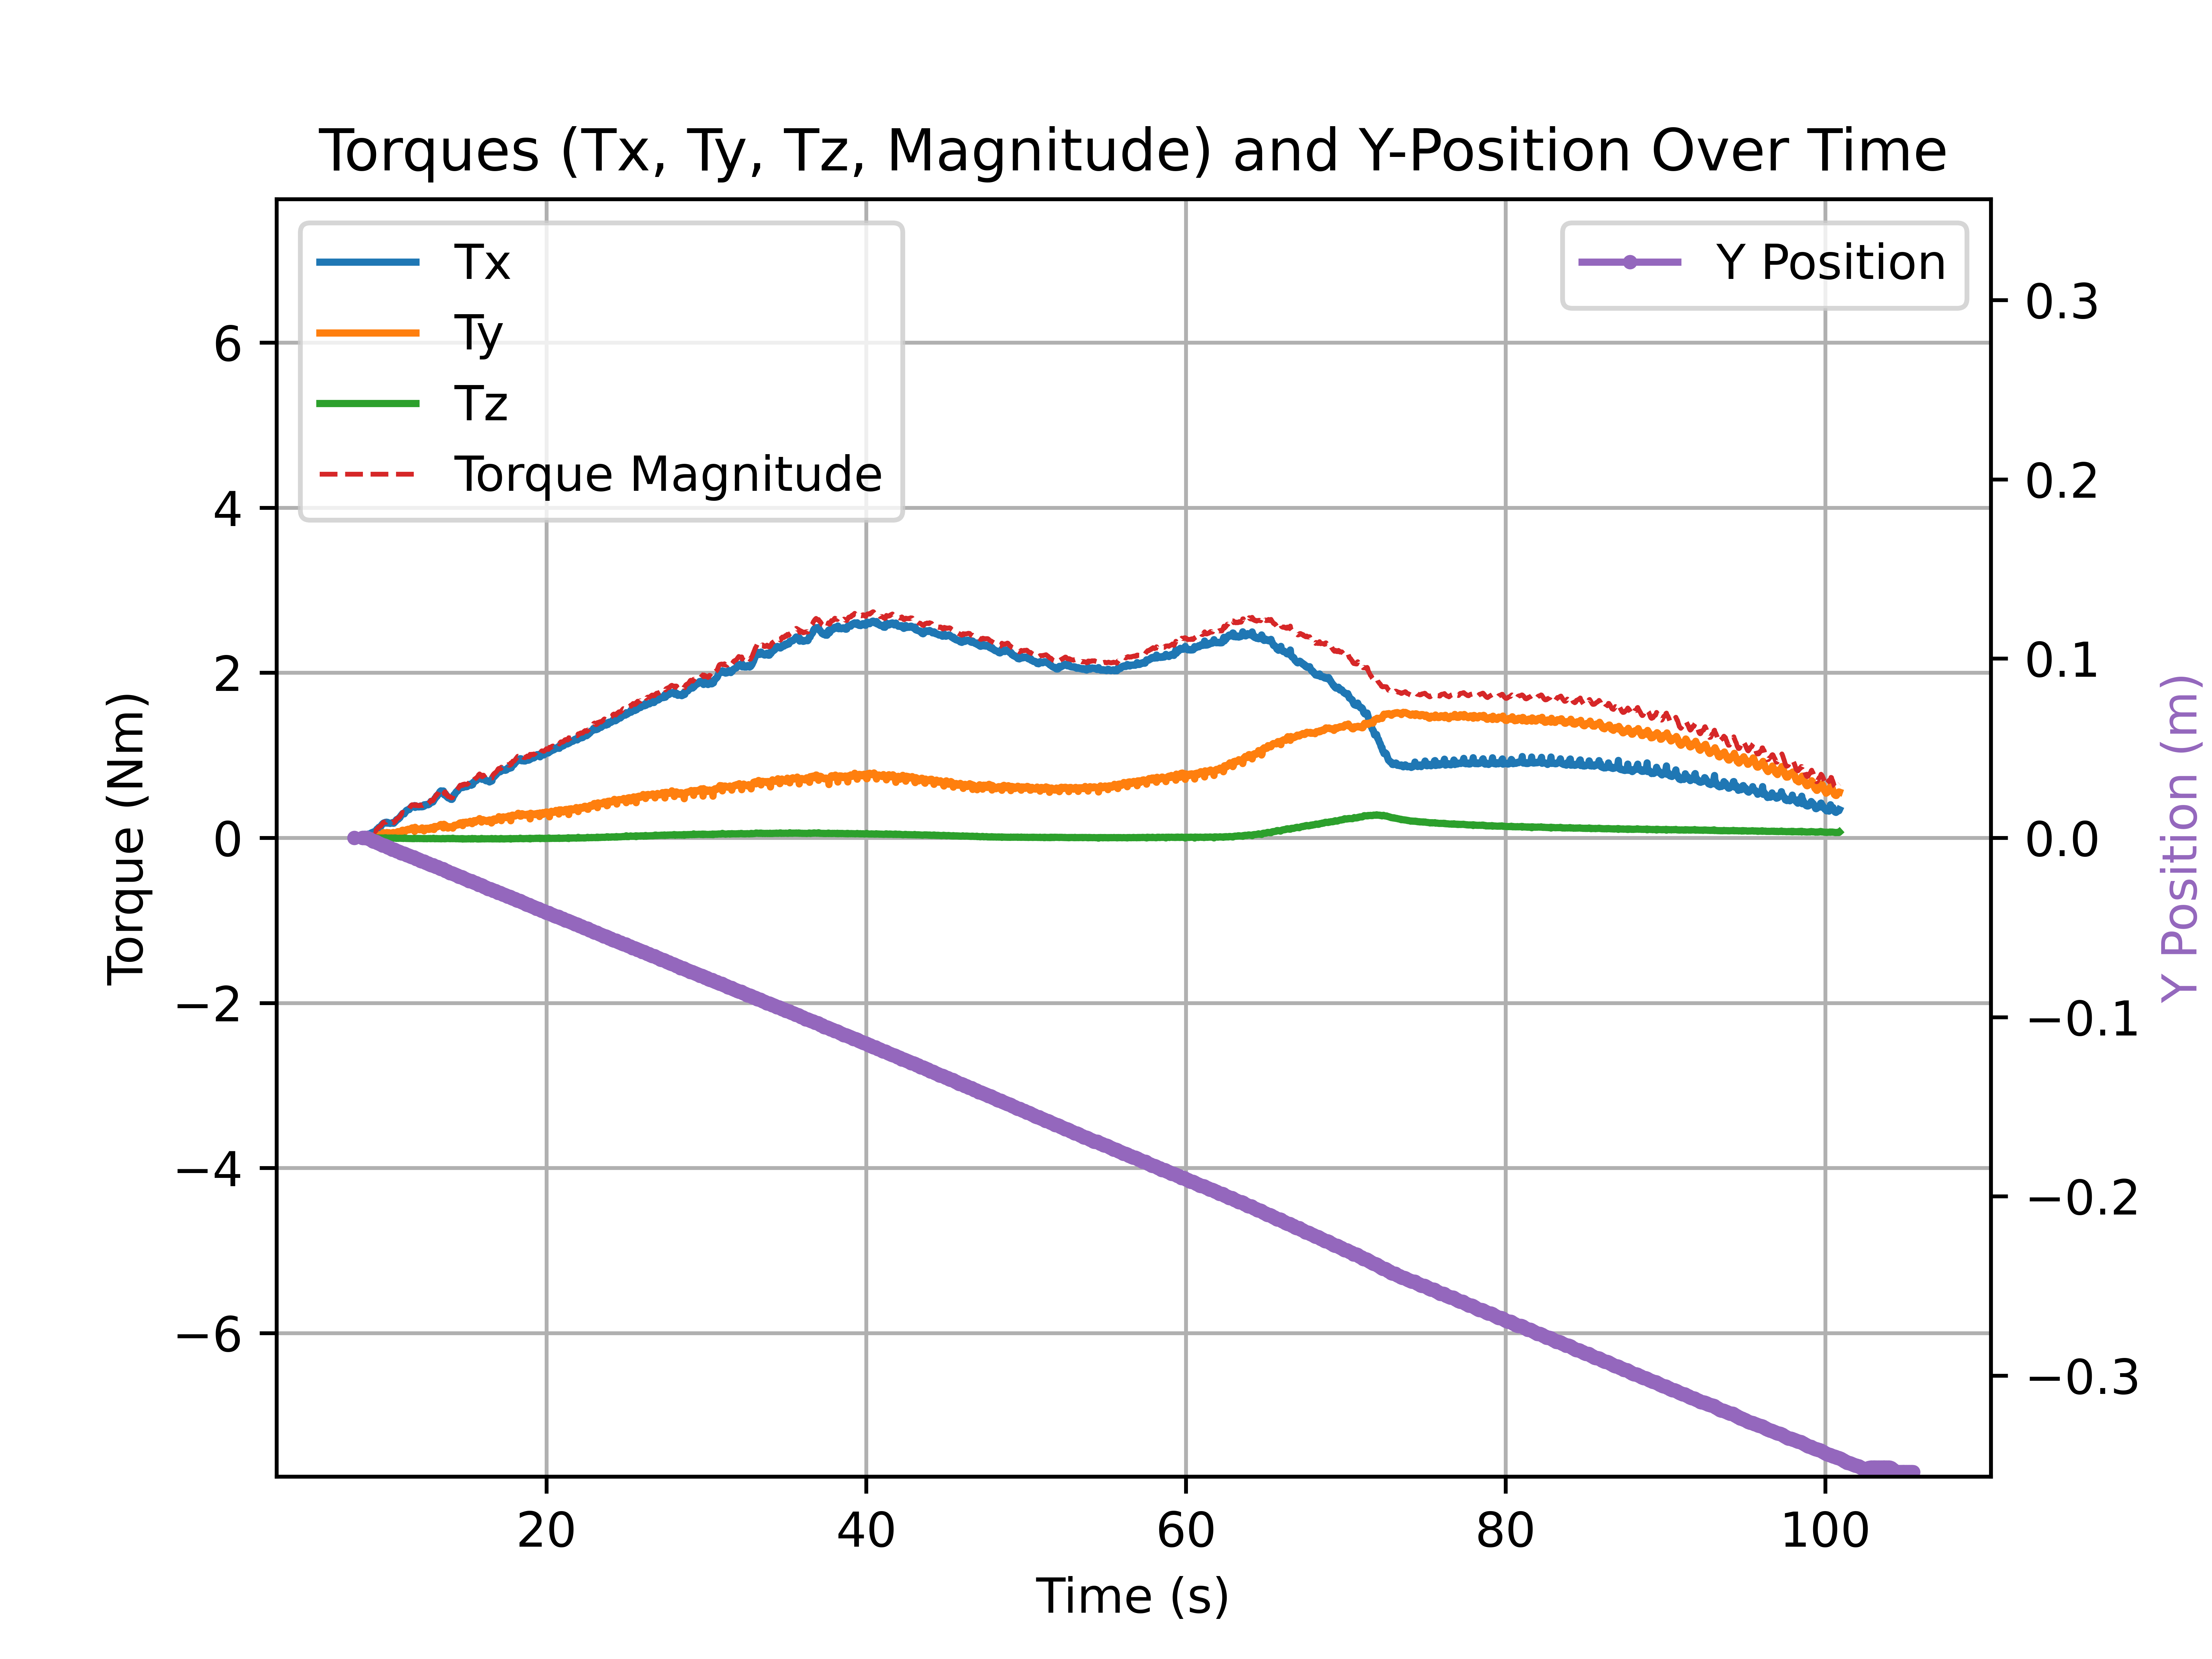 Torques (Tx, Ty, Tz, Magnitude) and Y-Position Over Time
Tx
Ty
Tz
Torque Magnitude
Y Position
6
4
2
0
−2
−4
−6
Torque (Nm)
0.3
0.2
0.1
0.0
−0.1
−0.2
−0.3
Y Position (m)
20 40 60 80 100
Time (s)